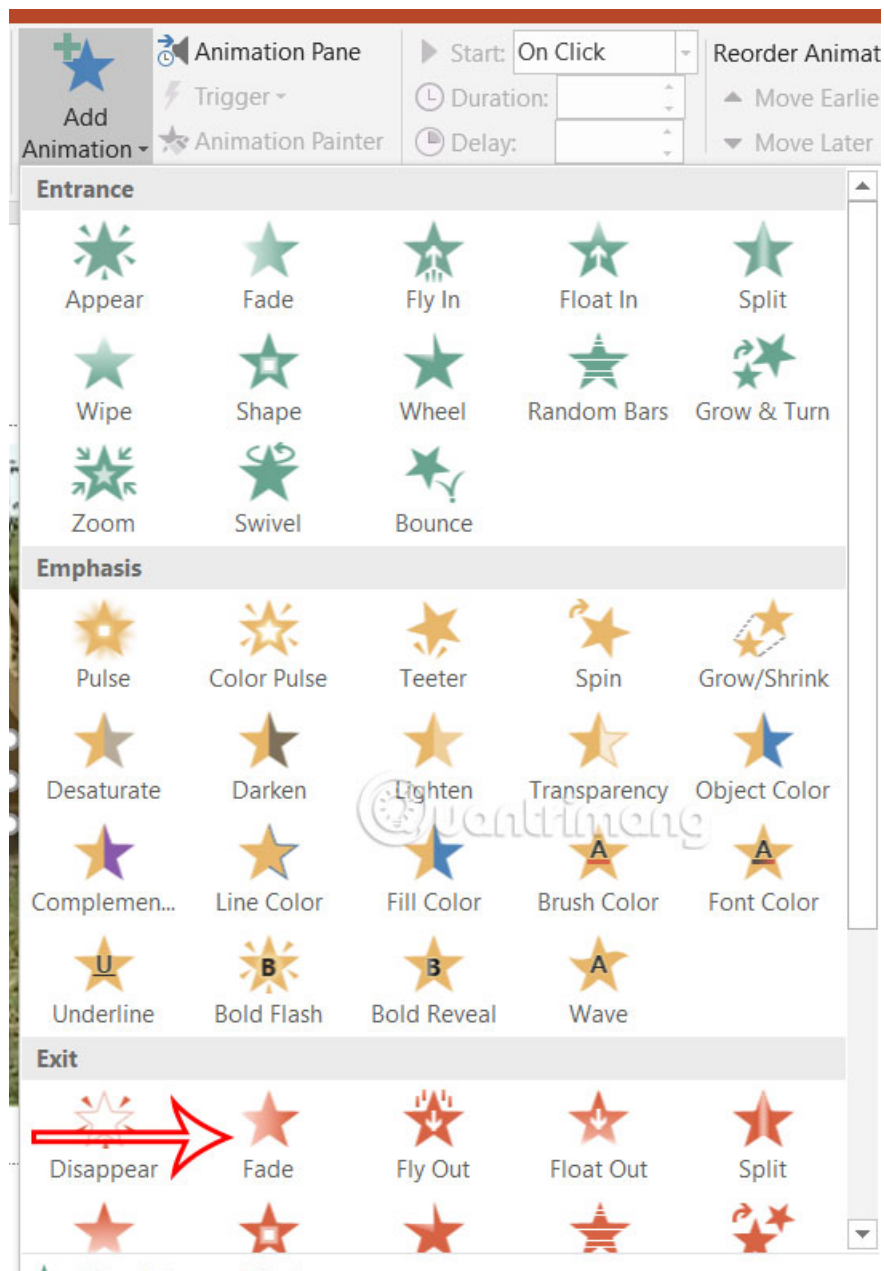 Add
Animation
Animation Pane
Trigger
Animation Painter
Start: On Click
Duration:
Delay:
Reorder Animat
Move Earlie
Move Later
Entrance
Appear Fade Fly In Float In Split
Wipe Shape Wheel Random Bars Grow & Turn
Zoom Swivel Bounce
Emphasis
Pulse Color Pulse Teeter Spin Grow/Shrink
Desaturate Darken Lighten Transparency Object Color
Quantrimang
Complemen... Line Color Fill Color Brush Color Font Color
Underline Bold Flash Bold Reveal Wave
Exit
Disappear Fade Fly Out Float Out Split